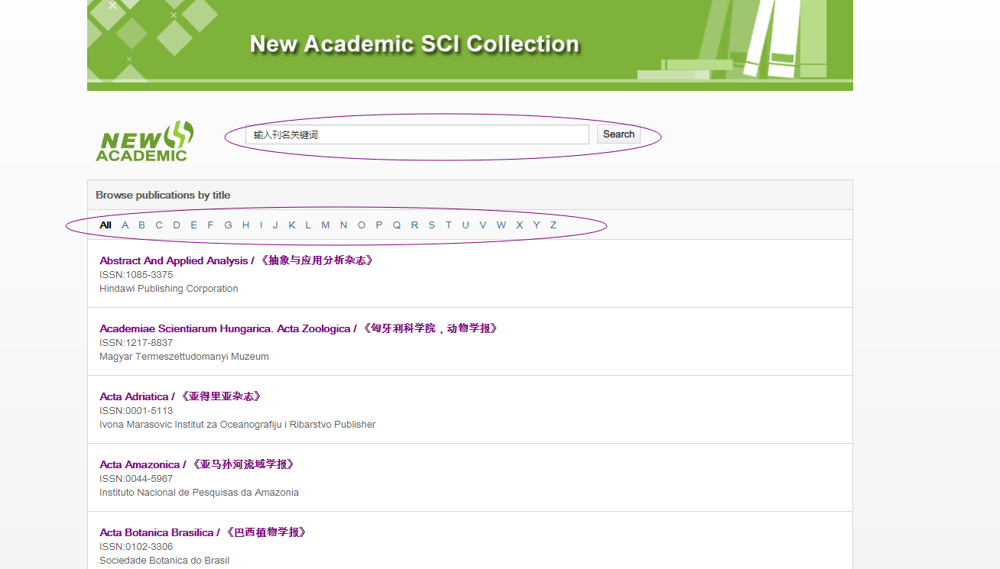 New Academic SCI Collection
NEW
ACADEMIC
输入刊名关键词 Search
Browse publications by title
All A B C D E F G H I J K L M N O P Q R S T U V W X Y Z
Abstract And Applied Analysis / 《抽象与应用分析杂志》
ISSN:1085-3375
Hindawi Publishing Corporation
Academiae Scientiarum Hungarica. Acta Zoologica / 《匈牙利科学院，动物学报》
ISSN:1217-8837
Magyar Termeszettudomanyi Muzeum
Acta Adriatica / 《亚得里亚杂志》
ISSN:0001-5113
Ivona Marasovic Institut za Oceanografiju i Ribarstvo Publisher
Acta Amazonica / 《亚马孙河流域学报》
ISSN:0044-5967
Instituto Nacional de Pesquisas da Amazonia
Acta Botanica Brasilica / 《巴西植物学报》
ISSN:0102-3306
Sociedade Botanica do Brasil